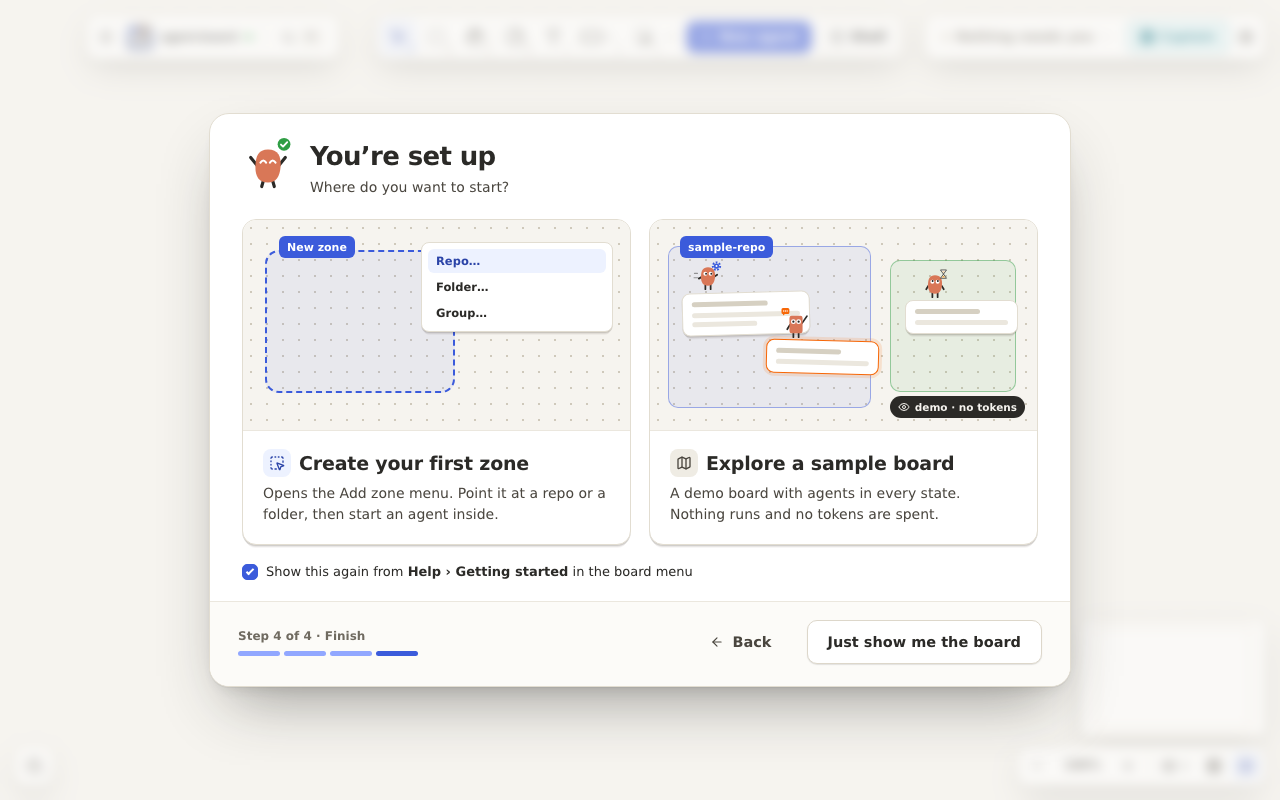 You’re set up
Where do you want to start?
New zone
Repo…
Folder…
Group…
sample-repo
demo · no tokens
Create your first zone
Opens the Add zone menu. Point it at a repo or a
folder, then start an agent inside.
Explore a sample board
A demo board with agents in every state.
Nothing runs and no tokens are spent.
Show this again from Help › Getting started in the board menu
Step 4 of 4 · Finish
Back
Just show me the board